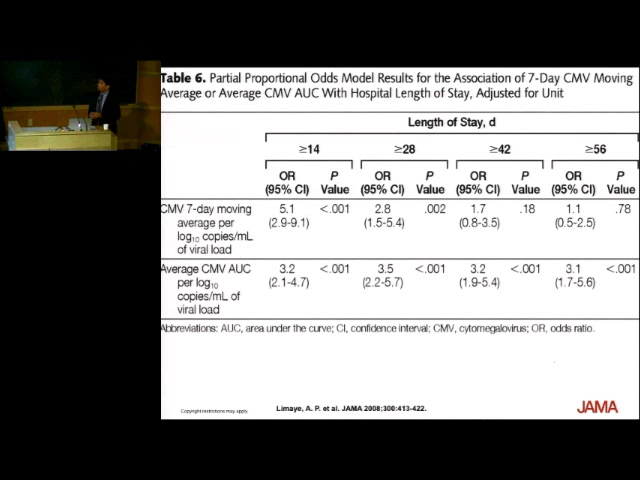 Table 6. Partial Proportional Odds Model Results for the Association of 7-Day CMV Moving
Average or Average CMV AUC With Hospital Length of Stay, Adjusted for Unit
Length of Stay, d
≥14 ≥28 ≥42 ≥56
OR P OR P OR P OR P
(95% CI) Value (95% CI) Value (95% CI) Value (95% CI) Value
CMV 7-day moving 5.1 <.001 2.8 .002 1.7 .18 1.1 .78
average per (2.9-9.1) (1.5-5.4) (0.8-3.5) (0.5-2.5)
log10 copies/mL
of viral load
Average CMV AUC 3.2 <.001 3.5 <.001 3.2 <.001 3.1 <.001
per log10 (2.1-4.7) (2.2-5.7) (1.9-5.4) (1.7-5.6)
copies/mL of
viral load
Abbreviations: AUC, area under the curve; CI, confidence interval; CMV, cytomegalovirus; OR, odds ratio.
Copyright restrictions may apply.
Limaye, A. P. et al. JAMA 2008;300:413-422.
JAMA